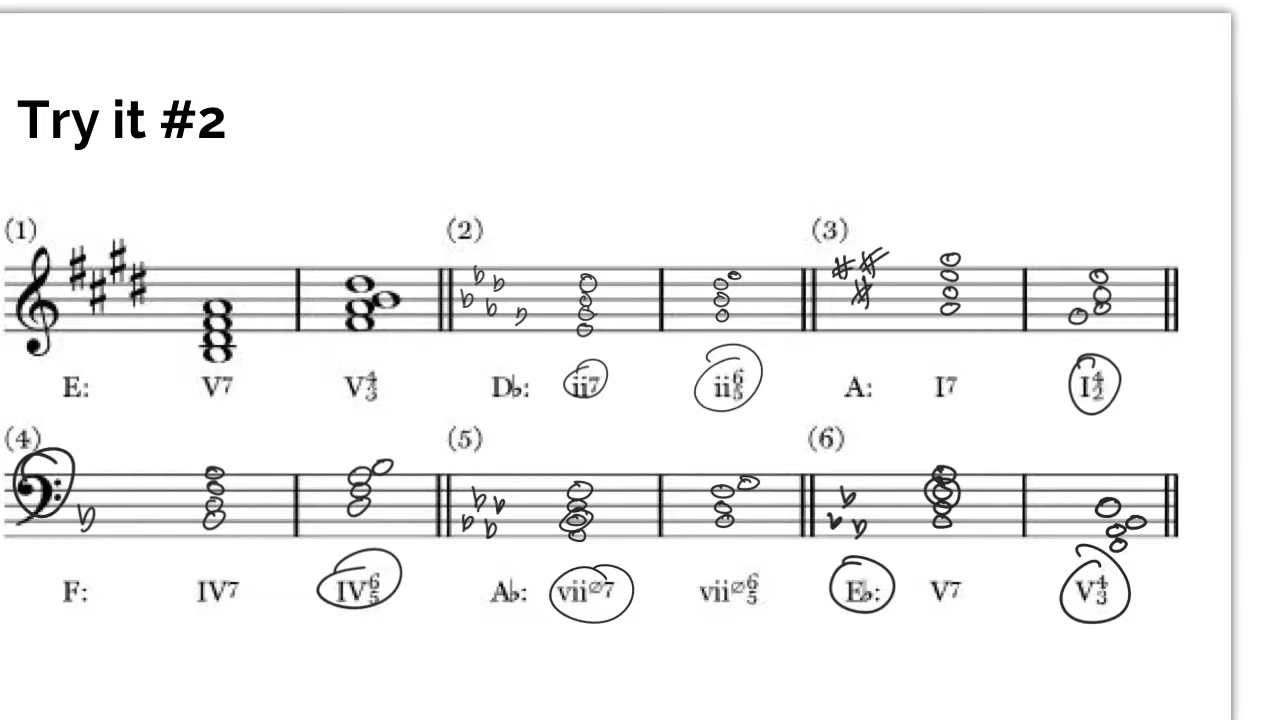 Try it #2
(1) (2) (3)
E: V7 V4/3 D♭: ii7 ii6/5 A: I7 I4/2
(4) (5) (6)
F: IV7 IV6/5 A♭: viiø7 viiø6/5 E♭: V7 V4/3